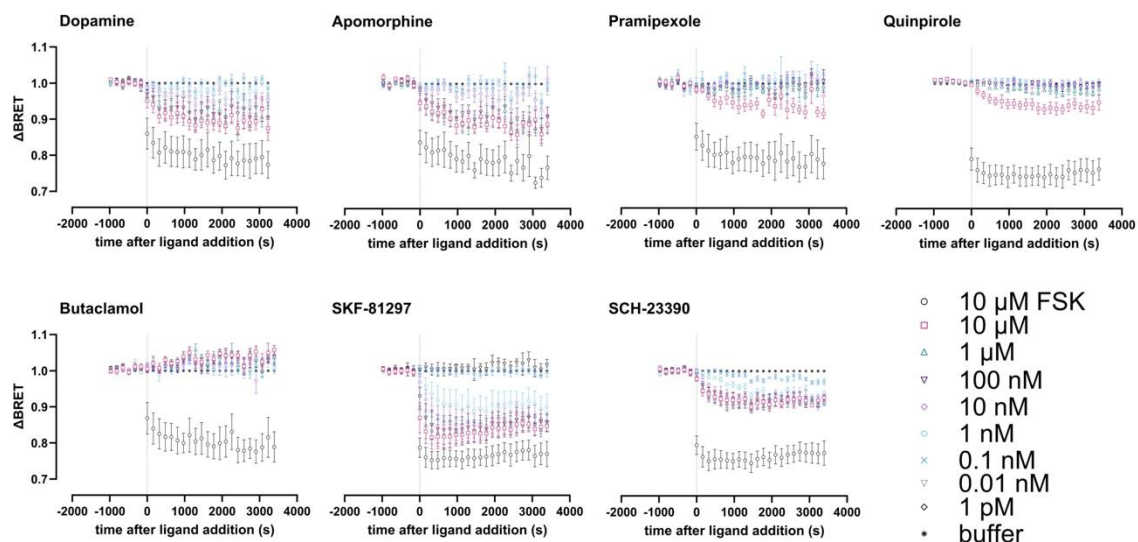 Dopamine
Apomorphine
Pramipexole
Quinpirole
ΔBRET
1.1
1.0
0.9
0.8
0.7
-2000 -1000 0 1000 2000 3000 4000
-2000 -1000 0 1000 2000 3000 4000
-2000 -1000 0 1000 2000 3000 4000
-2000 -1000 0 1000 2000 3000 4000
time after ligand addition (s)
time after ligand addition (s)
time after ligand addition (s)
time after ligand addition (s)
Butaclamol
SKF-81297
SCH-23390
ΔBRET
1.1
1.0
0.9
0.8
0.7
-2000 -1000 0 1000 2000 3000 4000
-2000 -1000 0 1000 2000 3000 4000
-2000 -1000 0 1000 2000 3000 4000
time after ligand addition (s)
time after ligand addition (s)
time after ligand addition (s)
10 µM FSK
10 µM
1 µM
100 nM
10 nM
1 nM
0.1 nM
0.01 nM
1 pM
buffer